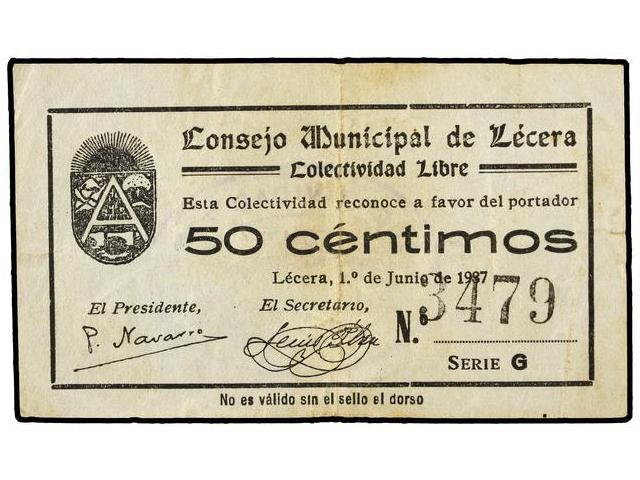 Consejo Municipal de Lécera
Colectividad Libre
Esta Colectividad reconoce a favor del portador
50 céntimos
Lécera, 1.º de Junio de 1937
El Presidente, El Secretario,
P. Navarro
N.º 3479
SERIE G
No es válido sin el sello el dorso